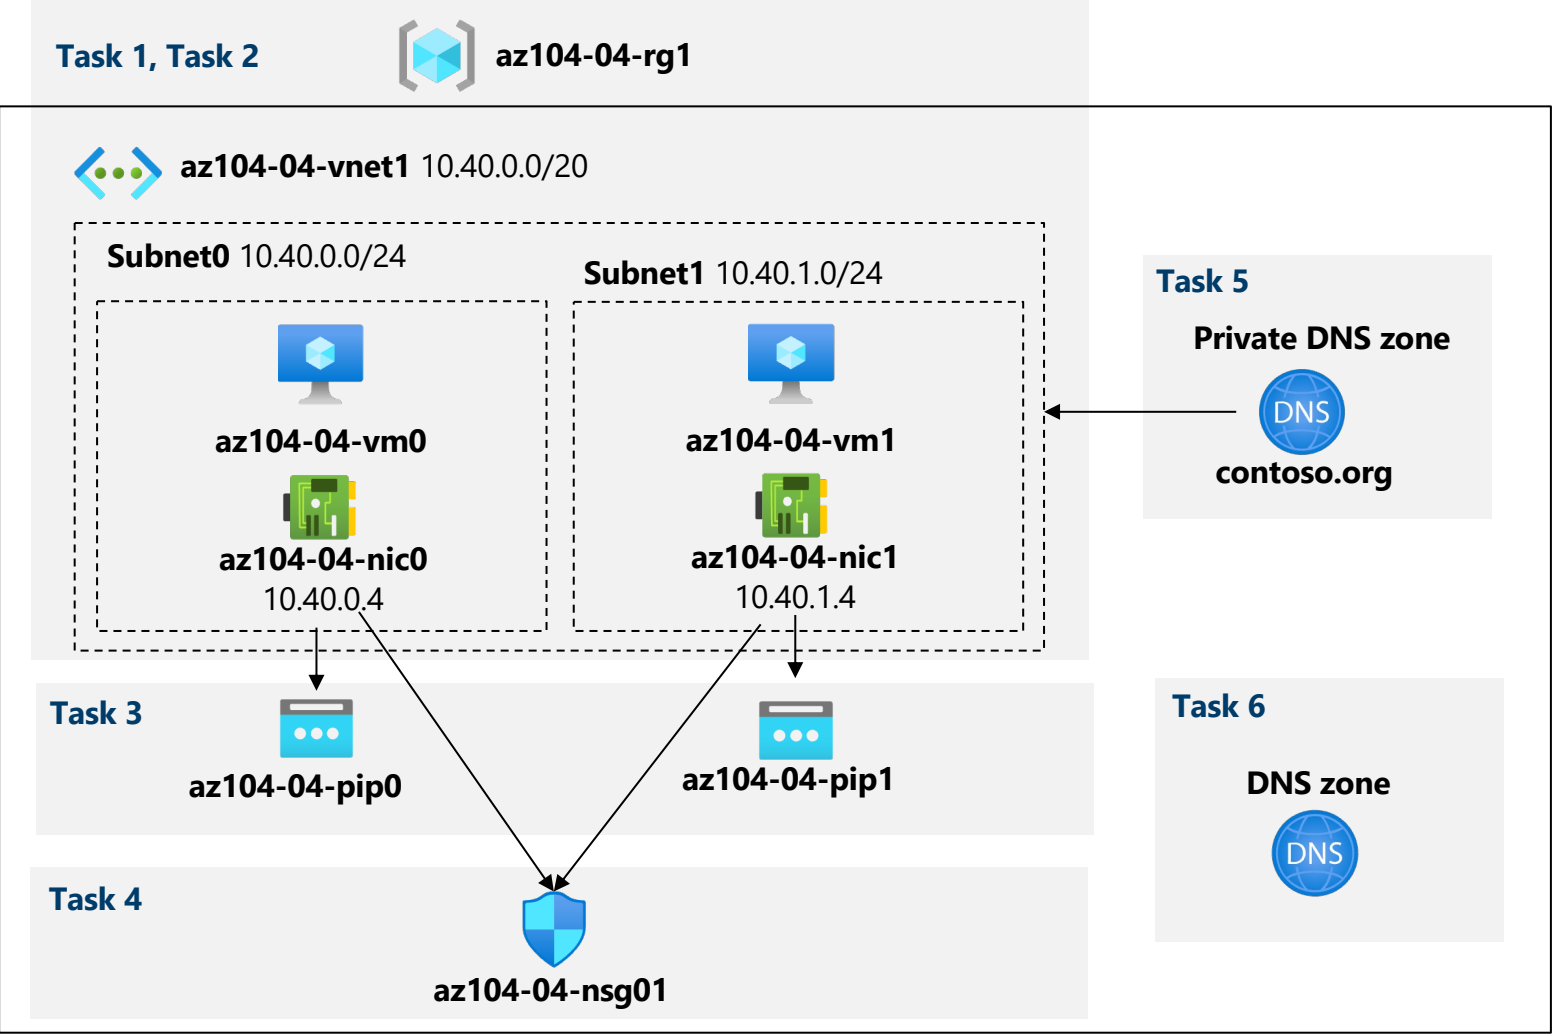 Task 1, Task 2
az104-04-rg1
az104-04-vnet1 10.40.0.0/20
Subnet0 10.40.0.0/24
Subnet1 10.40.1.0/24
az104-04-vm0
az104-04-vm1
az104-04-nic0
az104-04-nic1
10.40.0.4
10.40.1.4
Task 5
Private DNS zone
DNS
contoso.org
Task 3
az104-04-pip0
az104-04-pip1
Task 6
DNS zone
DNS
Task 4
az104-04-nsg01